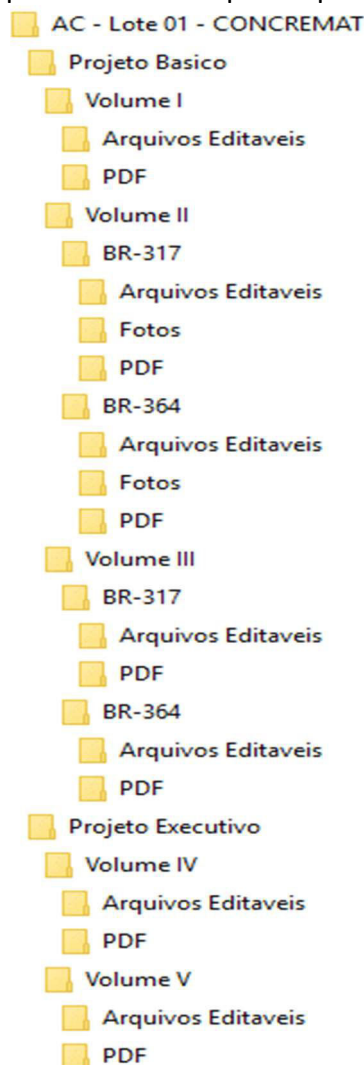 AC - Lote 01 - CONCREMAT
Projeto Basico
Volume I
Arquivos Editaveis
PDF
Volume II
BR-317
Arquivos Editaveis
Fotos
PDF
BR-364
Arquivos Editaveis
Fotos
PDF
Volume III
BR-317
Arquivos Editaveis
PDF
BR-364
Arquivos Editaveis
PDF
Projeto Executivo
Volume IV
Arquivos Editaveis
PDF
Volume V
Arquivos Editaveis
PDF